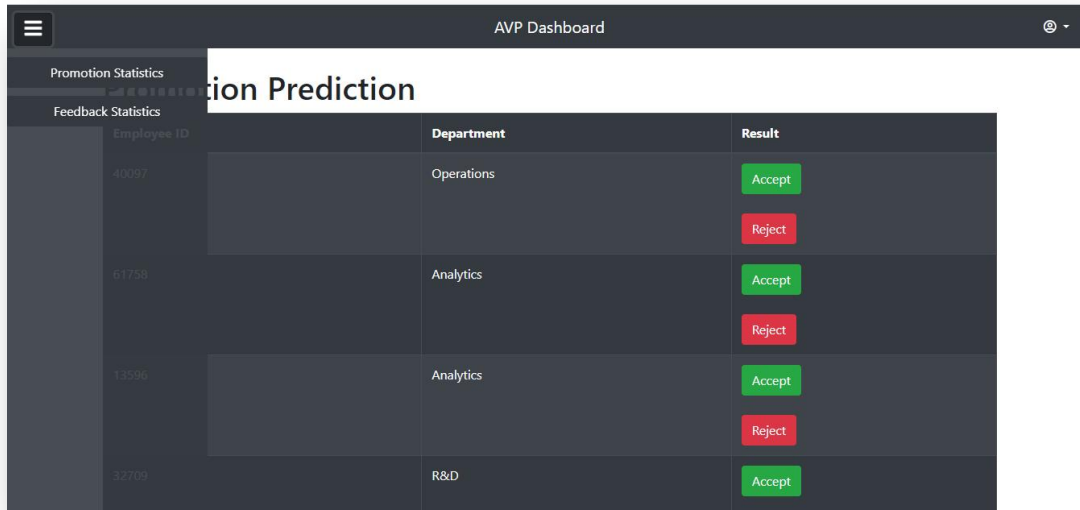 AVP Dashboard
Promotion Statistics
Promotion Prediction
Feedback Statistics
Employee ID Department Result
40097 Operations Accept
Reject
61758 Analytics Accept
Reject
13596 Analytics Accept
Reject
32709 R&D Accept